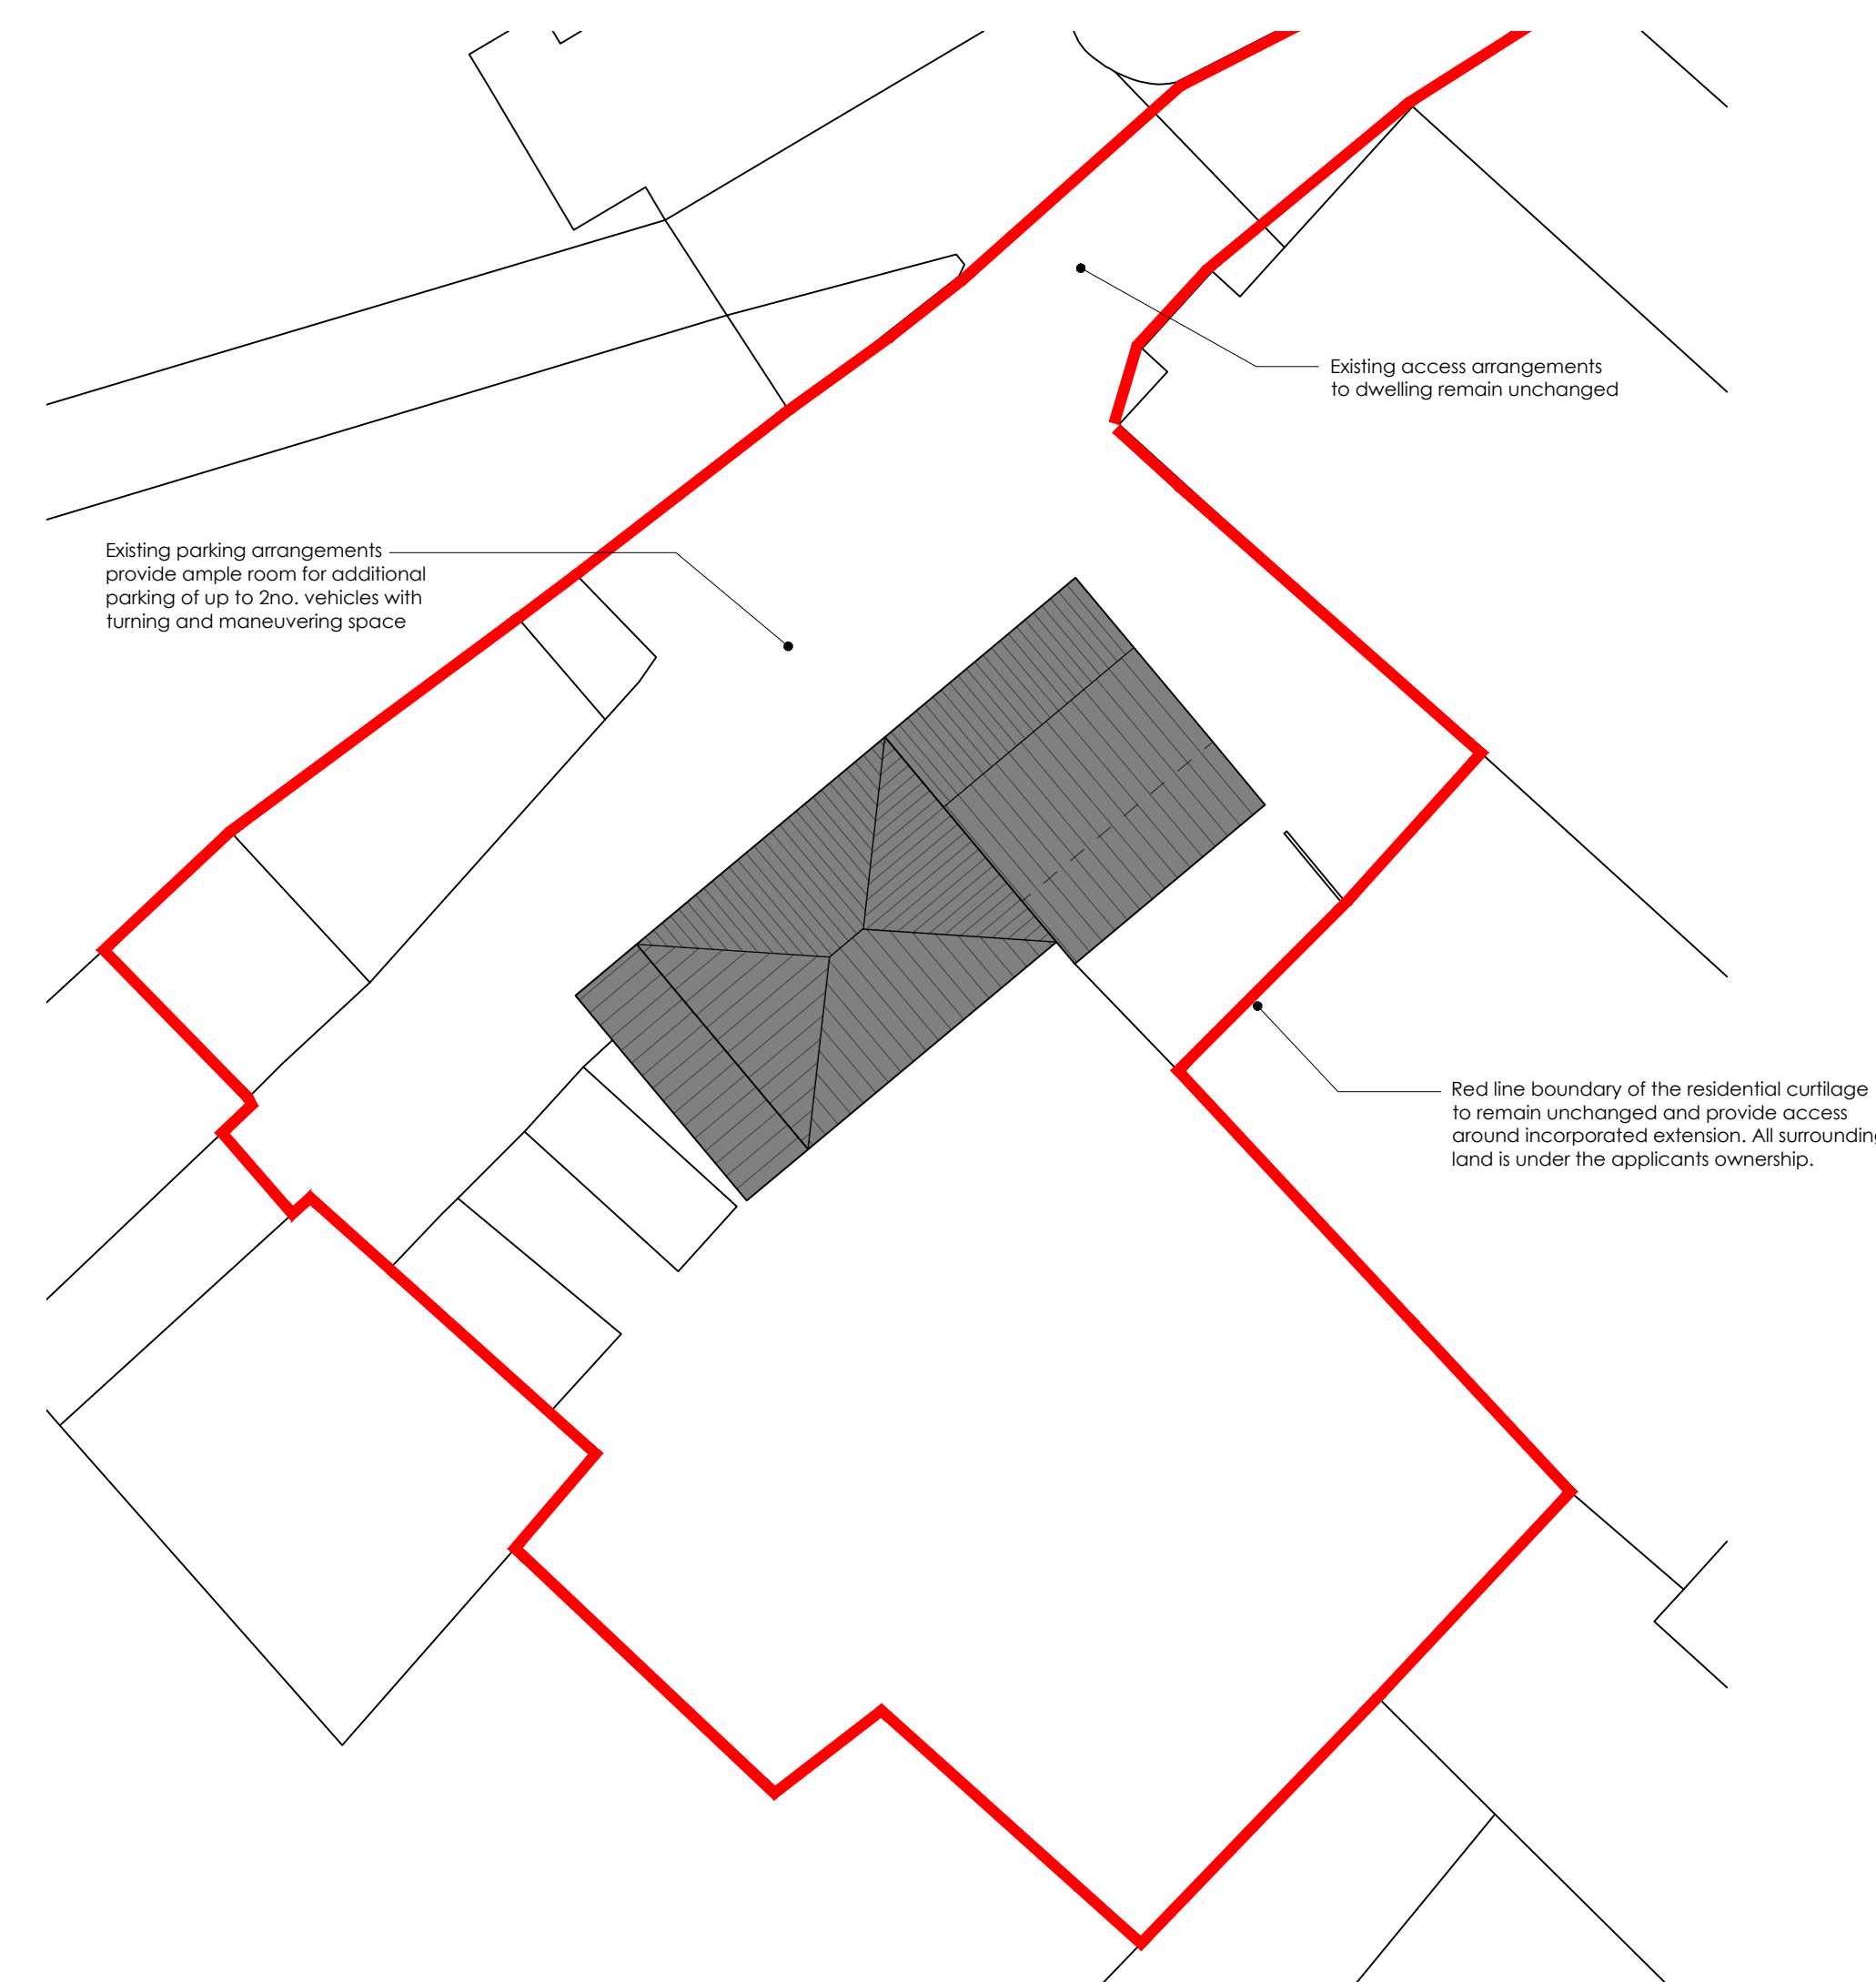 Existing access arrangements
to dwelling remain unchanged
Existing parking arrangements
provide ample room for additional
parking of up to 2no. vehicles with
turning and maneuvering space
Red line boundary of the residential curtilage
to remain unchanged and provide access
around incorporated extension. All surrounding
land is under the applicants ownership.